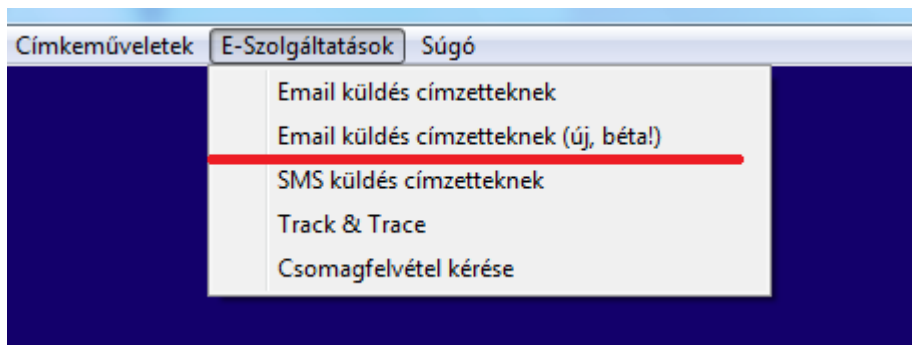 Címkeműveletek E-Szolgáltatások Súgó
Email küldés címzetteknek
Email küldés címzetteknek (új, béta!)
SMS küldés címzetteknek
Track & Trace
Csomagfelvétel kérése